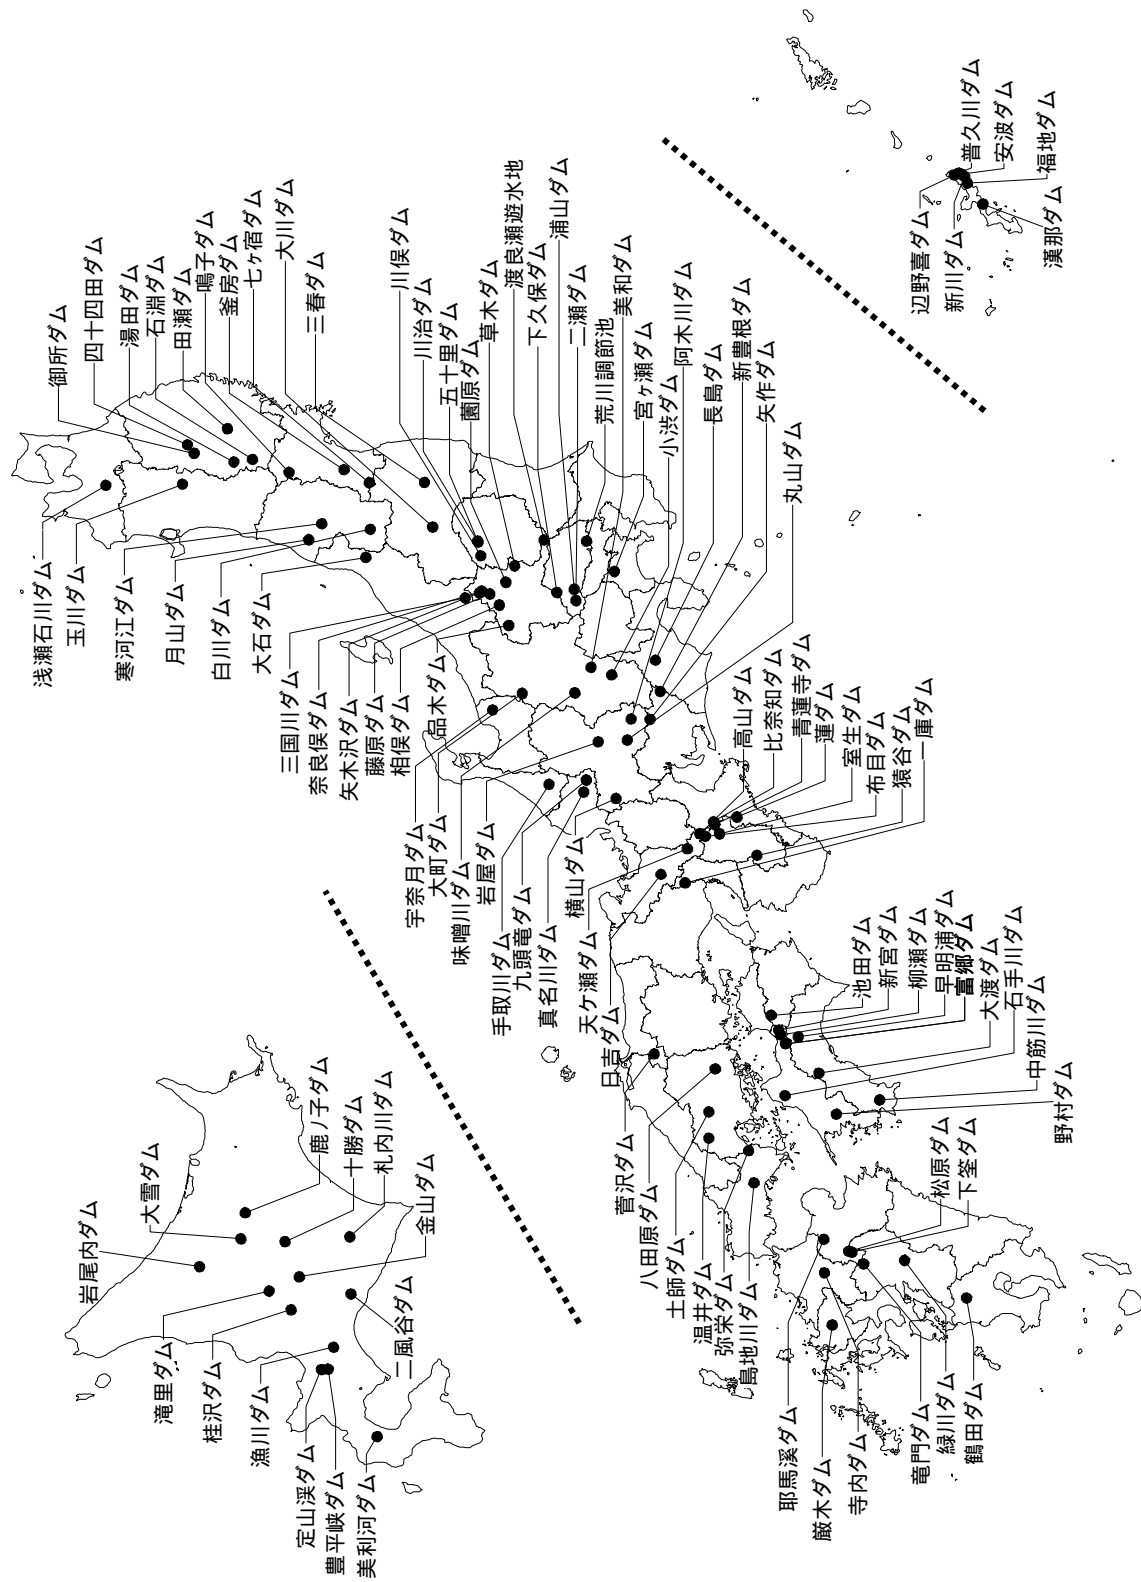 岩尾内ダム
大雪ダム
鹿ノ子ダム
十勝ダム
札内川ダム
金山ダム
二風谷ダム
滝里ダム
桂沢ダム
漁川ダム
定山渓ダム
豊平峡ダム
美利河ダム
御所ダム
四十四田ダム
湯田ダム
石淵ダム
田瀬ダム
鳴子ダム
釜房ダム
七ヶ宿ダム
大川ダム
三春ダム
浅瀬石川ダム
玉川ダム
寒河江ダム
月山ダム
白川ダム
大石ダム
川俣ダム
川治ダム
五十里ダム
薗原ダム
草木ダム
渡良瀬遊水地
下久保ダム
浦山ダム
二瀬ダム
荒川調節池
美和ダム
宮ヶ瀬ダム
小渋ダム
阿木川ダム
長島ダム
新豊根ダム
矢作ダム
丸山ダム
三国川ダム
奈良俣ダム
矢木沢ダム
藤原ダム
相俣ダム
品木ダム
宇奈月ダム
大町ダム
味噌川ダム
岩屋ダム
手取川ダム
九頭竜ダム
真名川ダム
横山ダム
天ケ瀬ダム
日吉ダム
高山ダム
比奈知ダム
青蓮寺ダム
蓮ダム
室生ダム
布目ダム
猿谷ダム
一庫ダム
池田ダム
新宮ダム
柳瀬ダム
早明浦ダム
富郷ダム
大渡ダム
石手川ダム
中筋川ダム
野村ダム
菅沢ダム
八田原ダム
土師ダム
温井ダム
弥栄ダム
島地川ダム
松原ダム
下筌ダム
耶馬溪ダム
厳木ダム
寺内ダム
竜門ダム
緑川ダム
鶴田ダム
辺野喜ダム
新川ダム
普久川ダム
安波ダム
福地ダム
漢那ダム